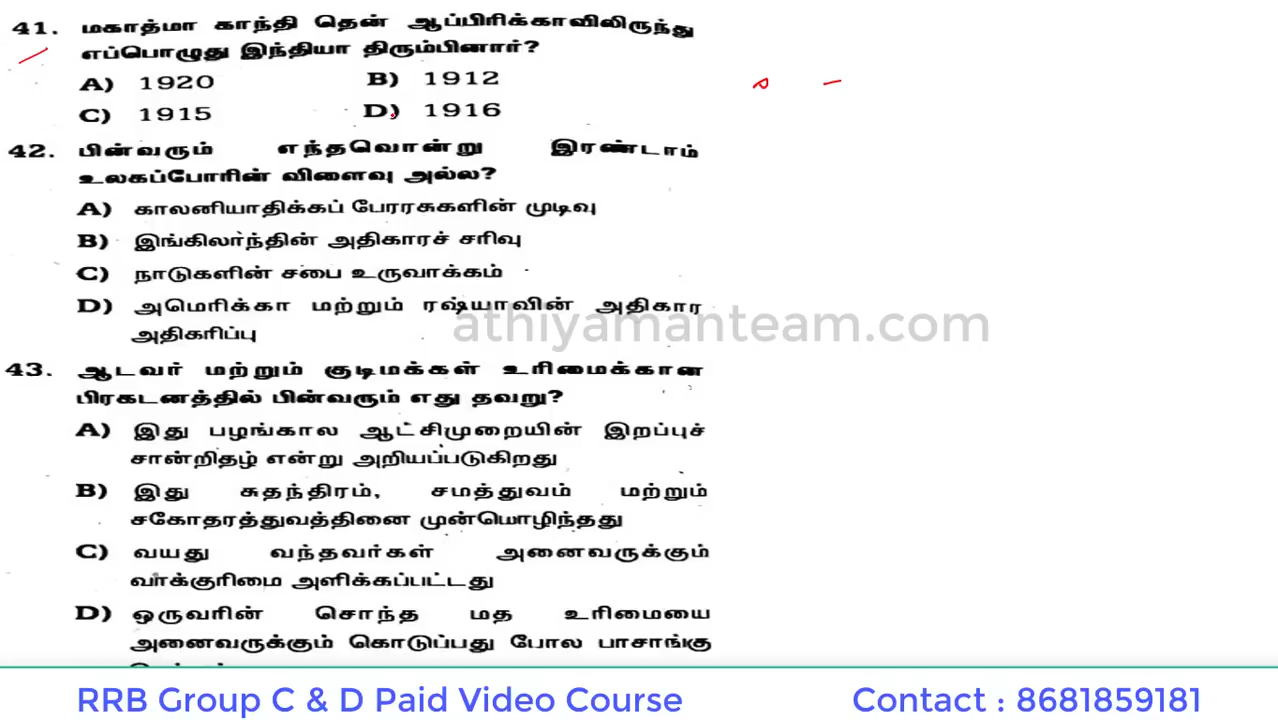 41. மகாத்மா காந்தி தென் ஆப்பிரிக்காவிலிருந்து
எப்பொழுது இந்தியா திரும்பினார்?
A) 1920 B) 1912
C) 1915 D) 1916
42. பின்வரும் எந்தவொன்று இரண்டாம்
உலகப்போரின் விளைவு அல்ல?
A) காலனியாதிக்கப் பேரரசுகளின் முடிவு
B) இங்கிலாந்தின் அதிகாரச் சரிவு
C) நாடுகளின் சபை உருவாக்கம்
D) அமெரிக்கா மற்றும் ரஷ்யாவின் அதிகார
அதிகரிப்பு
athiyamanteam.com
43. ஆடவர் மற்றும் குடிமக்கள் உரிமைக்கான
பிரகடனத்தில் பின்வரும் எது தவறு?
A) இது பழங்கால ஆட்சிமுறையின் இறப்புச்
சான்றிதழ் என்று அறியப்படுகிறது
B) இது சுதந்திரம், சமத்துவம் மற்றும்
சகோதரத்துவத்தினை முன்மொழிந்தது
C) வயது வந்தவர்கள் அனைவருக்கும்
வாக்குரிமை அளிக்கப்பட்டது
D) ஒருவரின் சொந்த மத உரிமையை
அனைவருக்கும் கொடுப்பது போல பாசாங்கு
RRB Group C & D Paid Video Course Contact : 8681859181